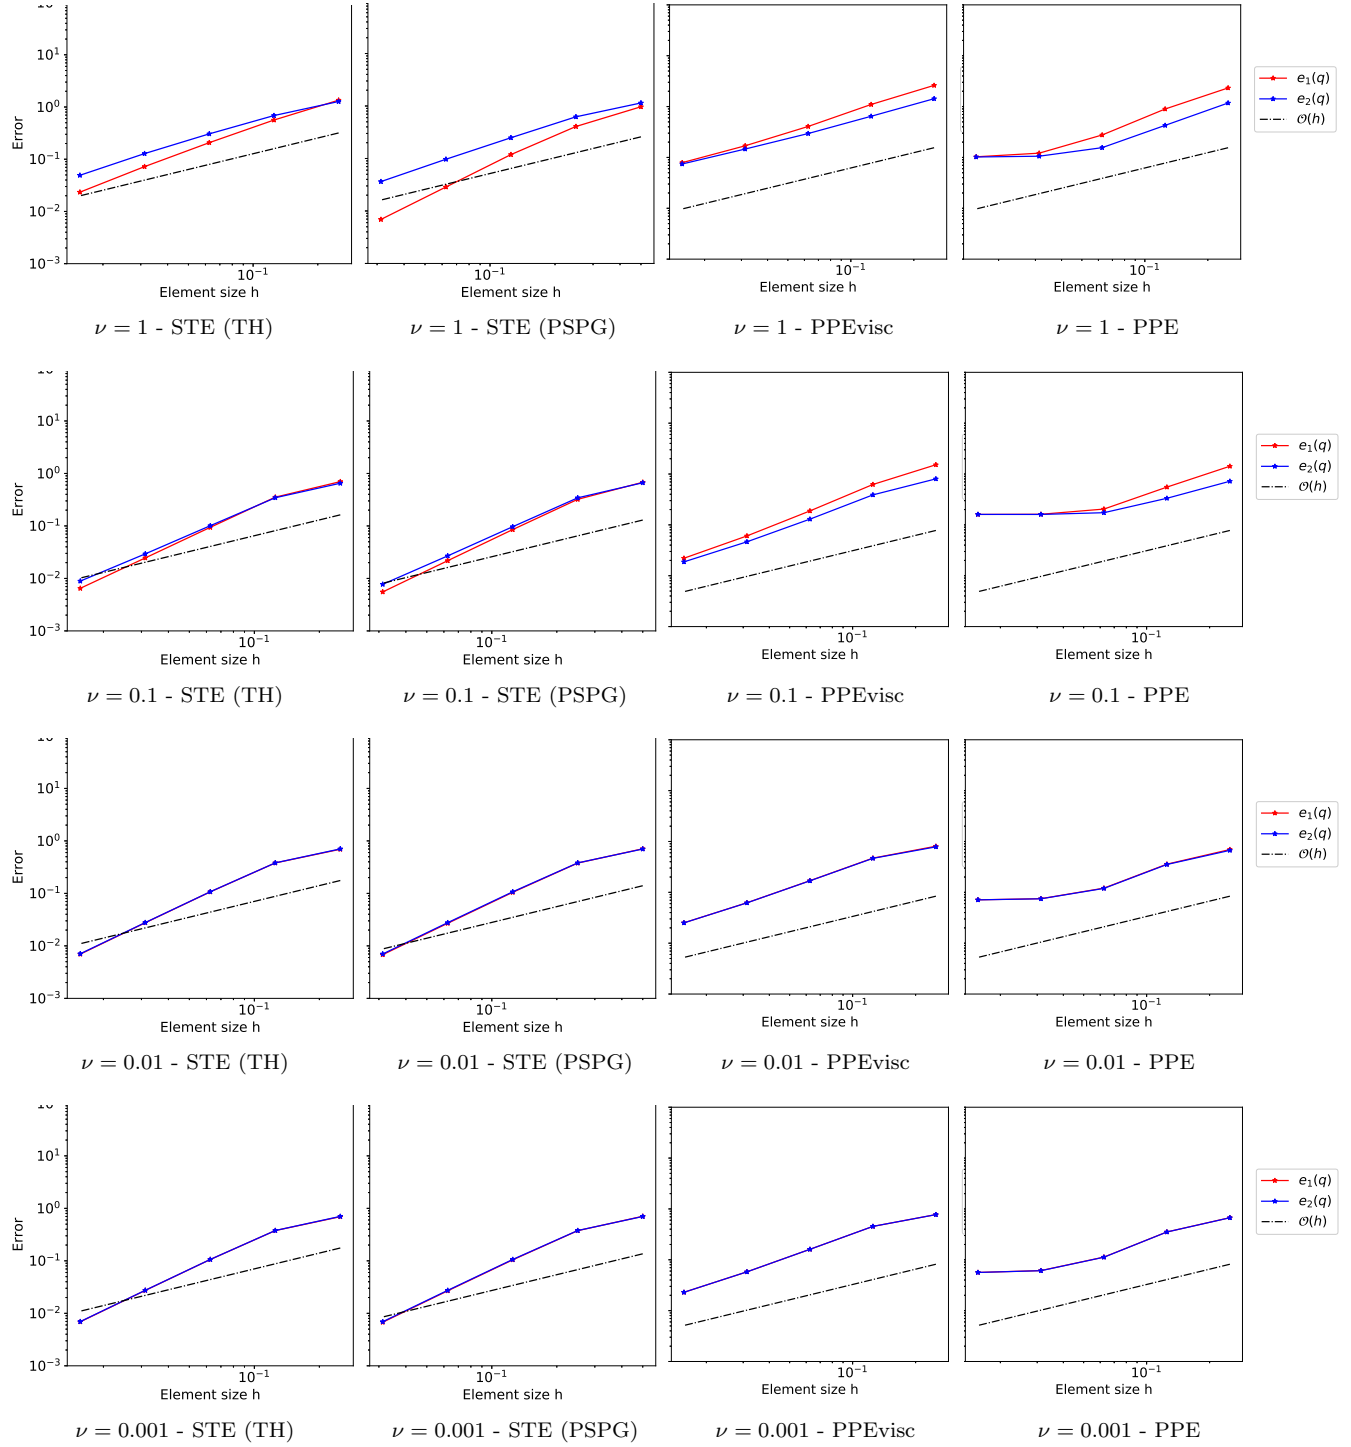 10¹
10⁰
10⁻¹
10⁻²
10⁻³
Error
10⁻¹ 10⁻¹ 10⁻¹ 10⁻¹
Element size h Element size h Element size h Element size h
e₁(q)
e₂(q)
𝒪(h)
ν = 1 - STE (TH) ν = 1 - STE (PSPG) ν = 1 - PPEvisc ν = 1 - PPE
10¹
10⁰
10⁻¹
10⁻²
10⁻³
Error
10⁻¹ 10⁻¹ 10⁻¹ 10⁻¹
Element size h Element size h Element size h Element size h
e₁(q)
e₂(q)
𝒪(h)
ν = 0.1 - STE (TH) ν = 0.1 - STE (PSPG) ν = 0.1 - PPEvisc ν = 0.1 - PPE
10¹
10⁰
10⁻¹
10⁻²
10⁻³
Error
10⁻¹ 10⁻¹ 10⁻¹ 10⁻¹
Element size h Element size h Element size h Element size h
e₁(q)
e₂(q)
𝒪(h)
ν = 0.01 - STE (TH) ν = 0.01 - STE (PSPG) ν = 0.01 - PPEvisc ν = 0.01 - PPE
10¹
10⁰
10⁻¹
10⁻²
10⁻³
Error
10⁻¹ 10⁻¹ 10⁻¹ 10⁻¹
Element size h Element size h Element size h Element size h
e₁(q)
e₂(q)
𝒪(h)
ν = 0.001 - STE (TH) ν = 0.001 - STE (PSPG) ν = 0.001 - PPEvisc ν = 0.001 - PPE